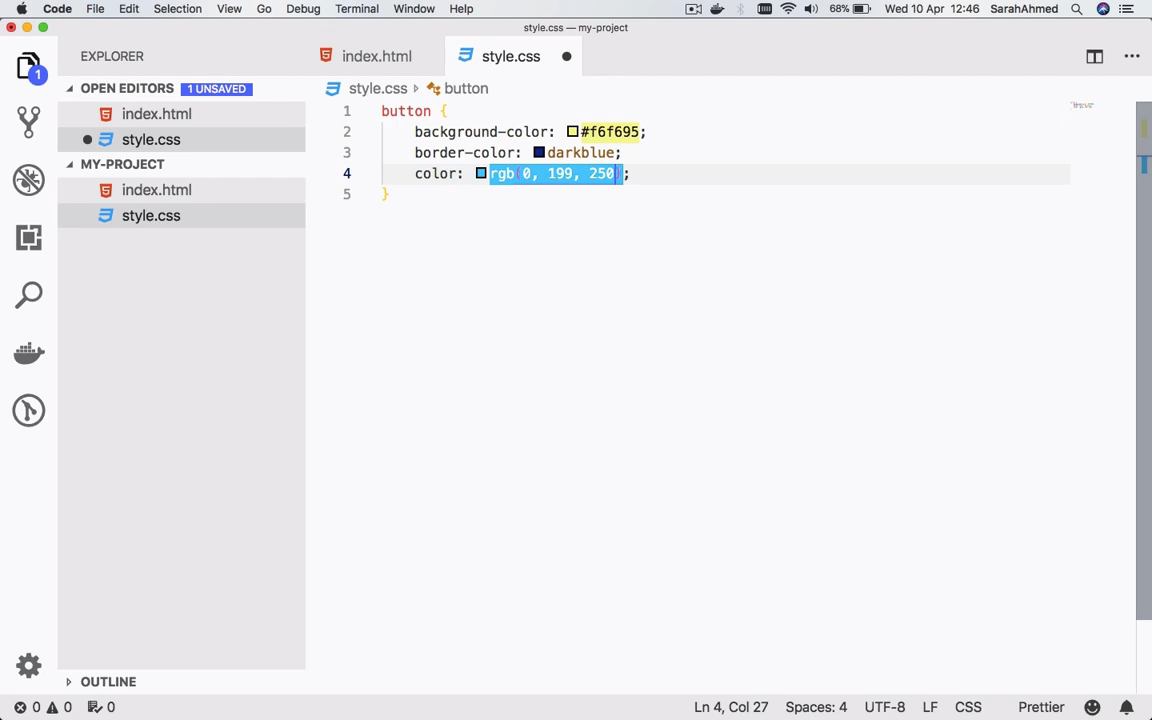 Code File Edit Selection View Go Debug Terminal Window Help 68% Wed 10 Apr 12:46 SarahAhmed
style.css — my-project
EXPLORER
index.html
style.css
OPEN EDITORS 1 UNSAVED
index.html
style.css
MY-PROJECT
index.html
style.css
OUTLINE
1
style.css button
1 button {
2 background-color: #f6f695;
3 border-color: darkblue;
4 color: rgb(0, 199, 250);
5 }
0 0 0
Ln 4, Col 27 Spaces: 4 UTF-8 LF CSS Prettier